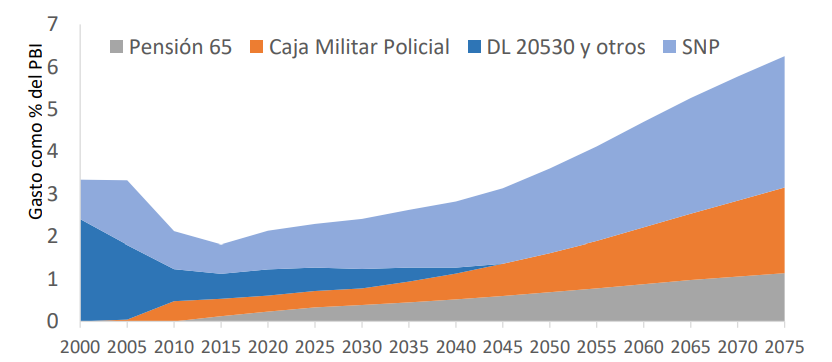 Gasto como % del PBI
7
6
5
4
3
2
1
0
Pensión 65 Caja Militar Policial DL 20530 y otros SNP
2000 2005 2010 2015 2020 2025 2030 2035 2040 2045 2050 2055 2060 2065 2070 2075